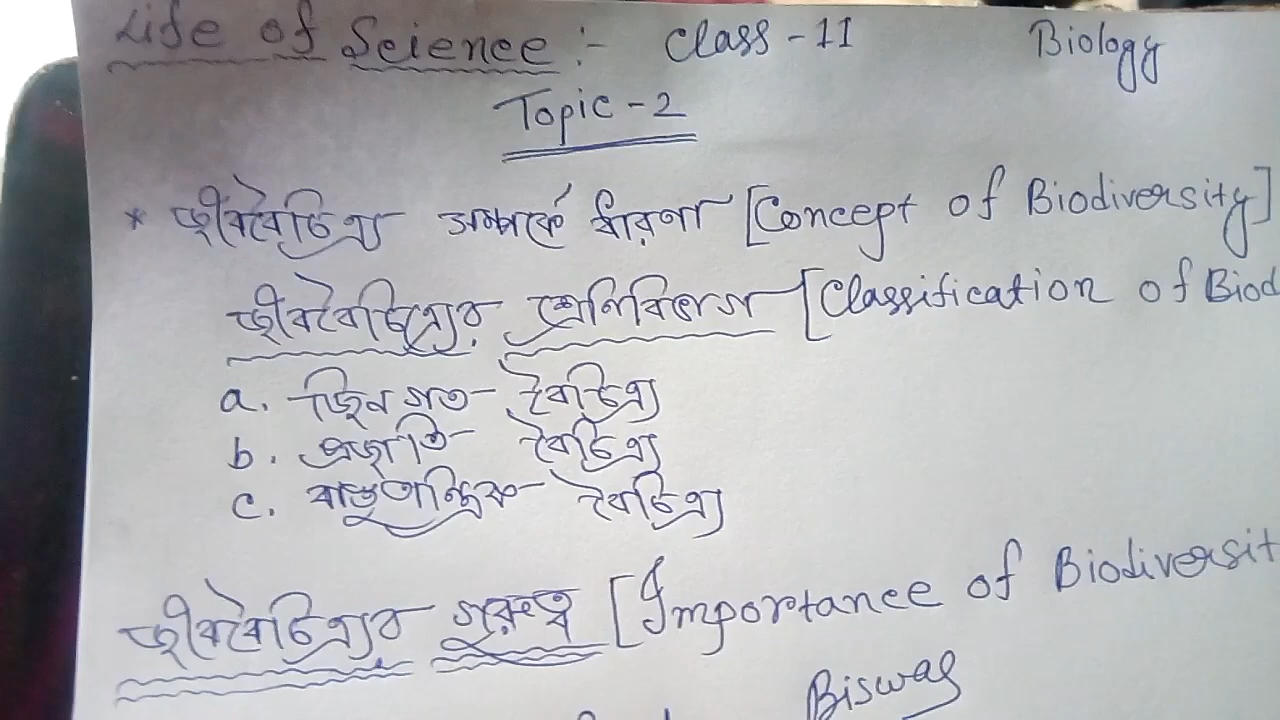 Life of Science :- Class - 11 Biology
Topic - 2
* জীববৈচিত্র্য সম্পর্কে ধারণা [Concept of Biodiversity]
জীববৈচিত্র্যের শ্রেনিবিভাগ [Classification of Biod
a. জিনগত - বৈচিত্র্য
b. প্রজাতি - বৈচিত্র্য
c. বাস্তুতান্ত্রিক - বৈচিত্র্য
জীববৈচিত্র্যের গুরুত্ব [Importance of Biodiversit
Biswas